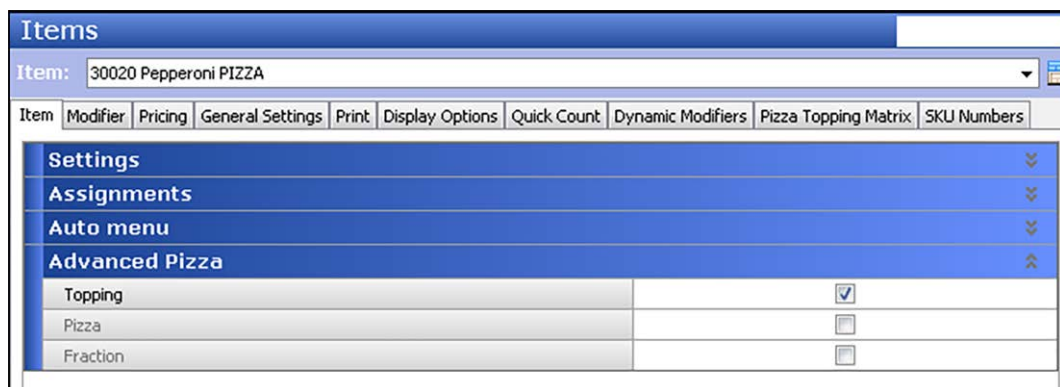 Items
Item: 30020 Pepperoni PIZZA
Item Modifier Pricing General Settings Print Display Options Quick Count Dynamic Modifiers Pizza Topping Matrix SKU Numbers
Settings
Assignments
Auto menu
Advanced Pizza
Topping
Pizza
Fraction